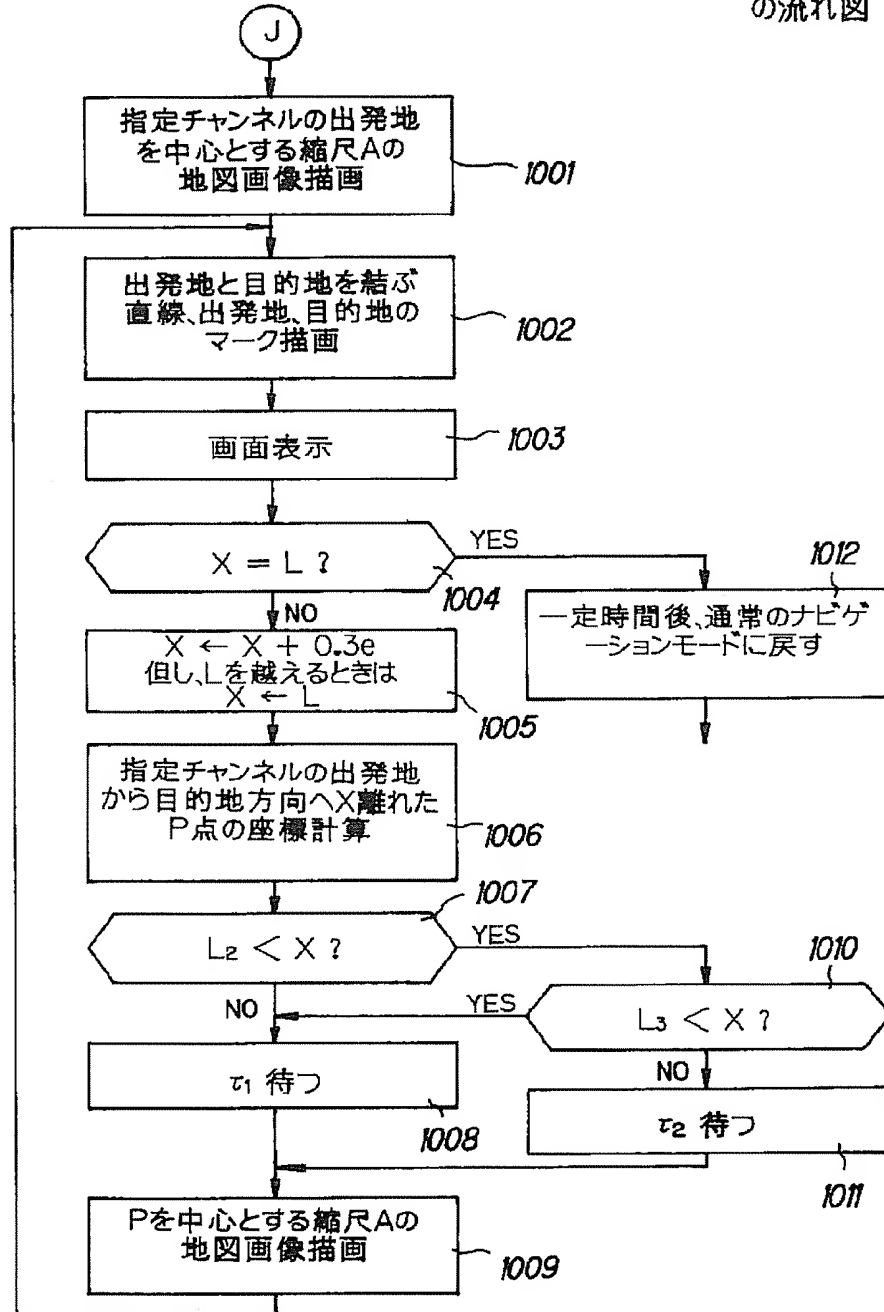 の流れ図
J
指定チャンネルの出発地
を中心とする縮尺Aの
地図画像描画
1001
出発地と目的地を結ぶ
直線、出発地、目的地の
マーク描画
1002
画面表示
1003
X = L ?
YES
1004
NO
1012
一定時間後、通常のナビゲ
ーションモードに戻す
X ← X + 0.3e
但し、Lを越えるときは
X ← L
1005
指定チャンネルの出発地
から目的地方向へX離れた
P点の座標計算
1006
1007
L2 < X ?
YES
1010
NO
YES
L3 < X ?
NO
τ1 待つ
1008
τ2 待つ
1011
Pを中心とする縮尺Aの
地図画像描画
1009